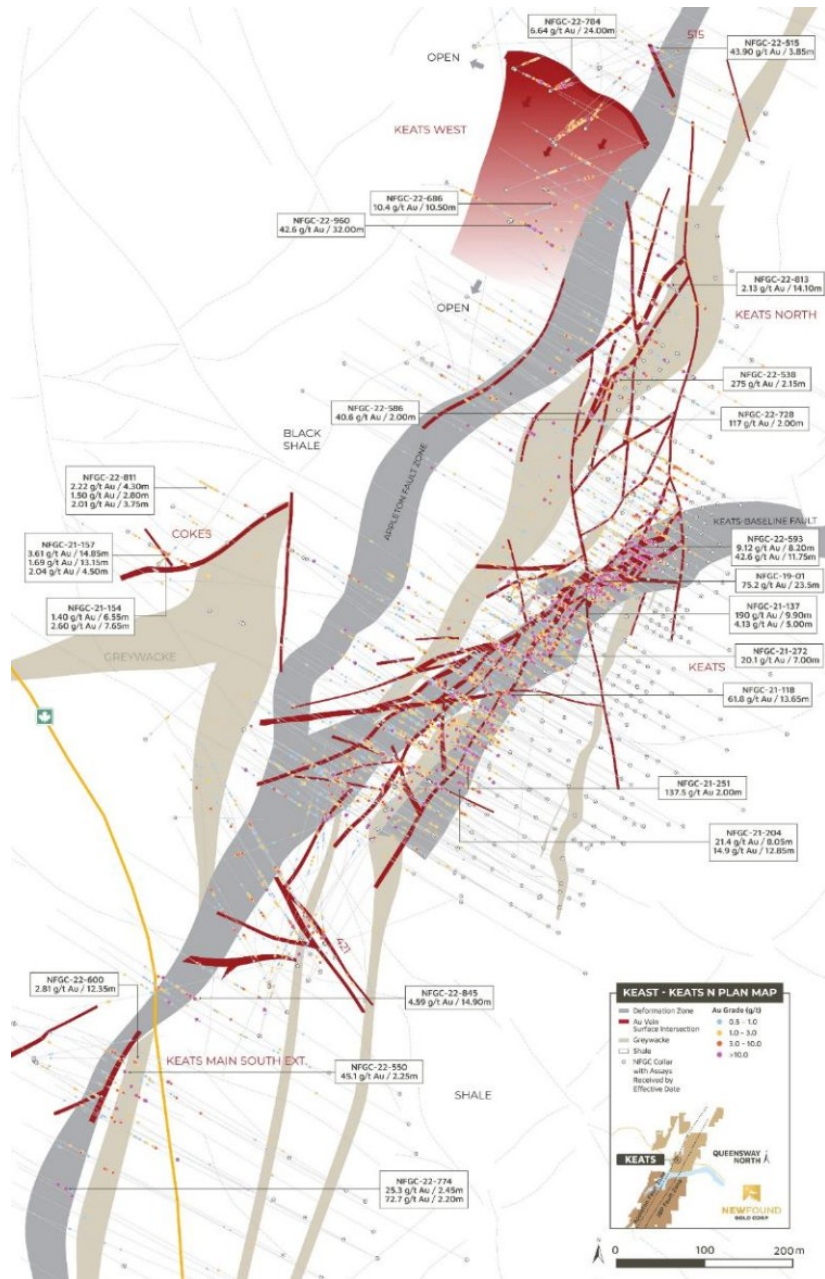 NFGC-22-784
6.64 g/t Au / 24.00m
515
NFGC-22-515
43.90 g/t Au / 3.85m
OPEN
KEATS WEST
NFGC-22-686
10.4 g/t Au / 10.50m
NFGC-22-960
42.6 g/t Au / 32.00m
OPEN
NFGC-22-813
2.13 g/t Au / 14.10m
KEATS NORTH
NFGC-22-538
275 g/t Au / 2.15m
NFGC-22-586
40.6 g/t Au / 2.00m
NFGC-22-728
117 g/t Au / 2.00m
BLACK
SHALE
APPLETON FAULT ZONE
NFGC-22-811
2.22 g/t Au / 4.30m
1.50 g/t Au / 2.80m
2.01 g/t Au / 3.75m
KEATS-BASELINE FAULT
COKES
NFGC-22-593
9.12 g/t Au / 8.20m
42.6 g/t Au / 11.75m
NFGC-21-157
3.61 g/t Au / 14.85m
1.69 g/t Au / 13.15m
2.04 g/t Au / 4.50m
NFGC-19-01
75.2 g/t Au / 23.5m
NFGC-21-154
1.40 g/t Au / 6.55m
2.60 g/t Au / 7.65m
NFGC-21-137
190 g/t Au / 9.90m
4.13 g/t Au / 5.00m
GREYWACKE
NFGC-21-272
20.1 g/t Au / 7.00m
KEATS
NFGC-21-118
61.8 g/t Au / 13.65m
NFGC-21-251
137.5 g/t Au 2.00m
NFGC-21-204
21.4 g/t Au / 8.05m
14.9 g/t Au / 12.85m
421
NFGC-22-600
2.81 g/t Au / 12.35m
NFGC-22-845
4.59 g/t Au / 14.90m
KEATS MAIN SOUTH EXT.
NFGC-22-550
45.1 g/t Au / 2.25m
SHALE
NFGC-22-774
25.3 g/t Au / 2.45m
72.7 g/t Au / 2.20m
KEAST - KEATS N PLAN MAP
Deformation Zone
Au Vein
Surface Intersection
Greywacke
Shale
NFGC Collar
with Assays
Received by
Effective Date
Au Grade (g/t)
0.5 - 1.0
1.0 - 3.0
3.0 - 10.0
>10.0
KEATS
QUEENSWAY
NORTH
NEWFOUND
GOLD CORP
N
0 100 200m